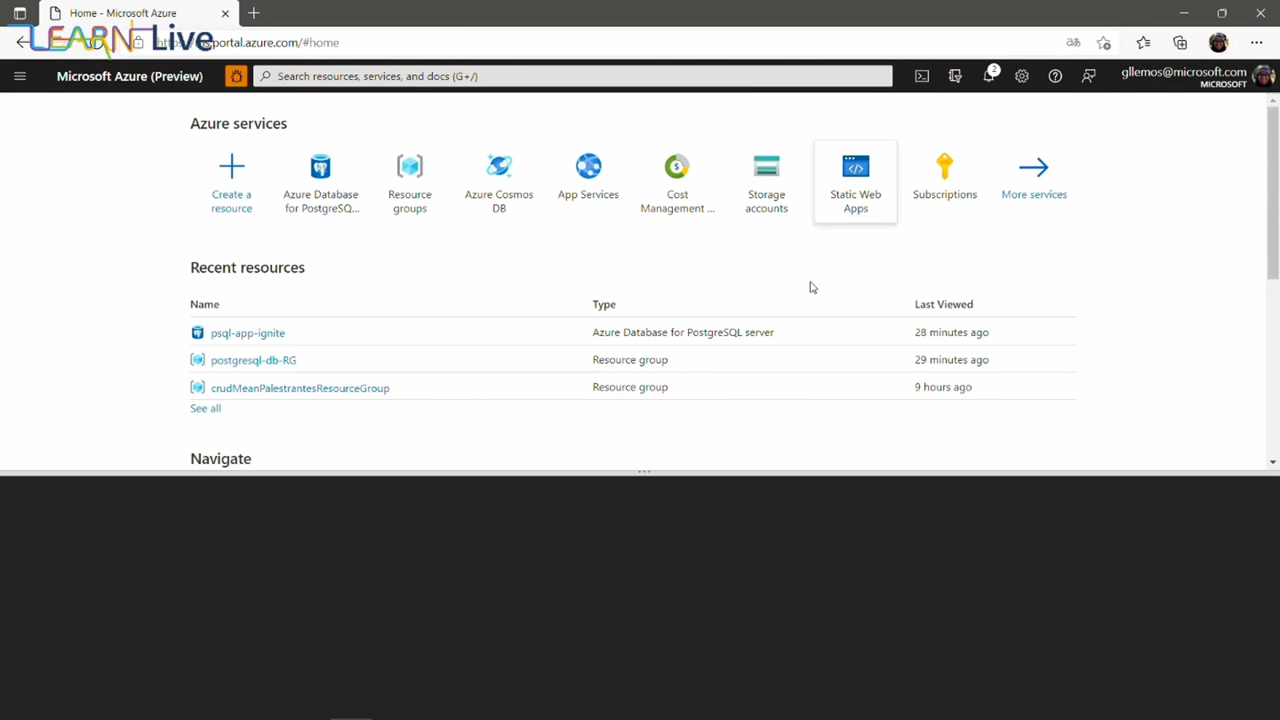 Home - Microsoft Azure
LEARN Live
portal.azure.com/#home
Microsoft Azure (Preview)
Search resources, services, and docs (G+/)
2
gllemos@microsoft.com
MICROSOFT
Azure services
Create a resource
Azure Database for PostgreSQ...
Resource groups
Azure Cosmos DB
App Services
Cost Management ...
Storage accounts
Static Web Apps
Subscriptions
More services
Recent resources
Name Type Last Viewed
psql-app-ignite Azure Database for PostgreSQL server 28 minutes ago
postgresql-db-RG Resource group 29 minutes ago
crudMeanPalestrantesResourceGroup Resource group 9 hours ago
See all
Navigate